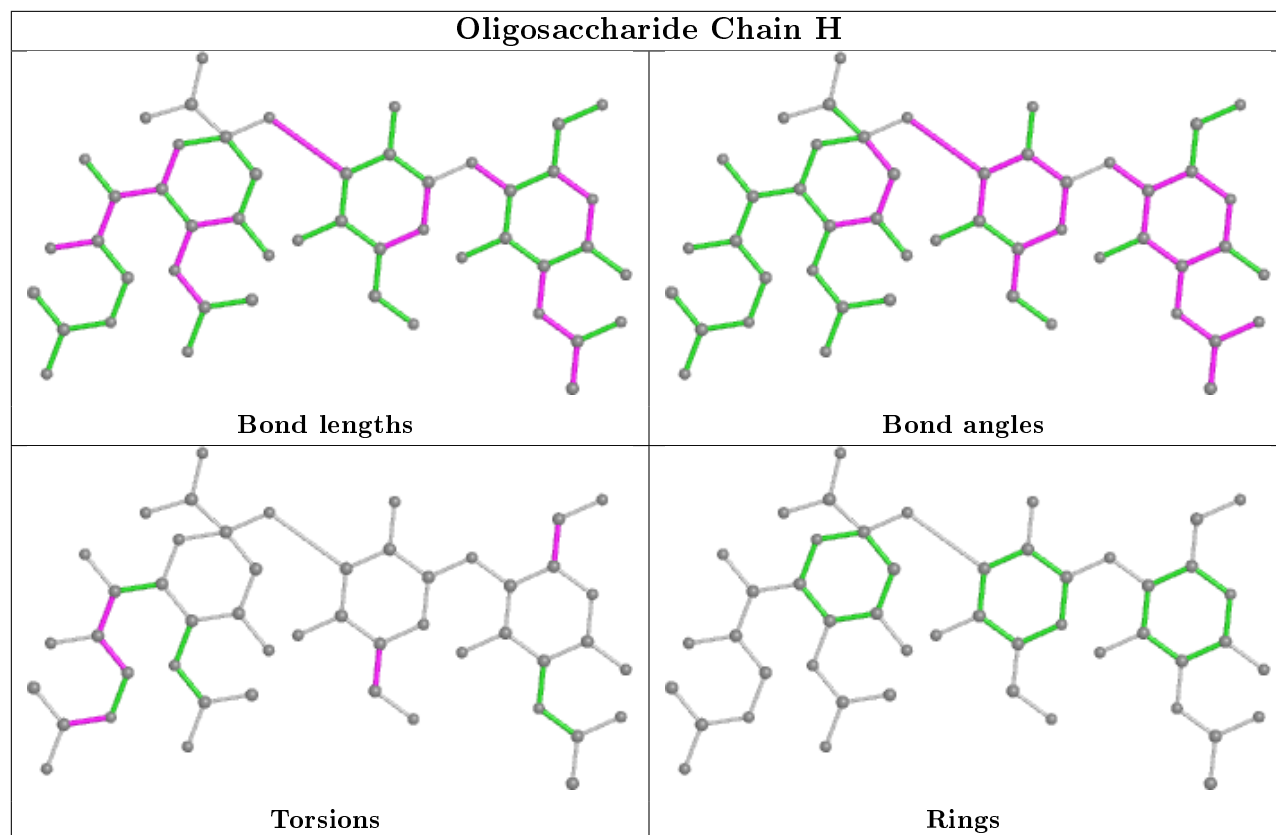 Oligosaccharide Chain H
Bond lengths
Bond angles
Torsions
Rings